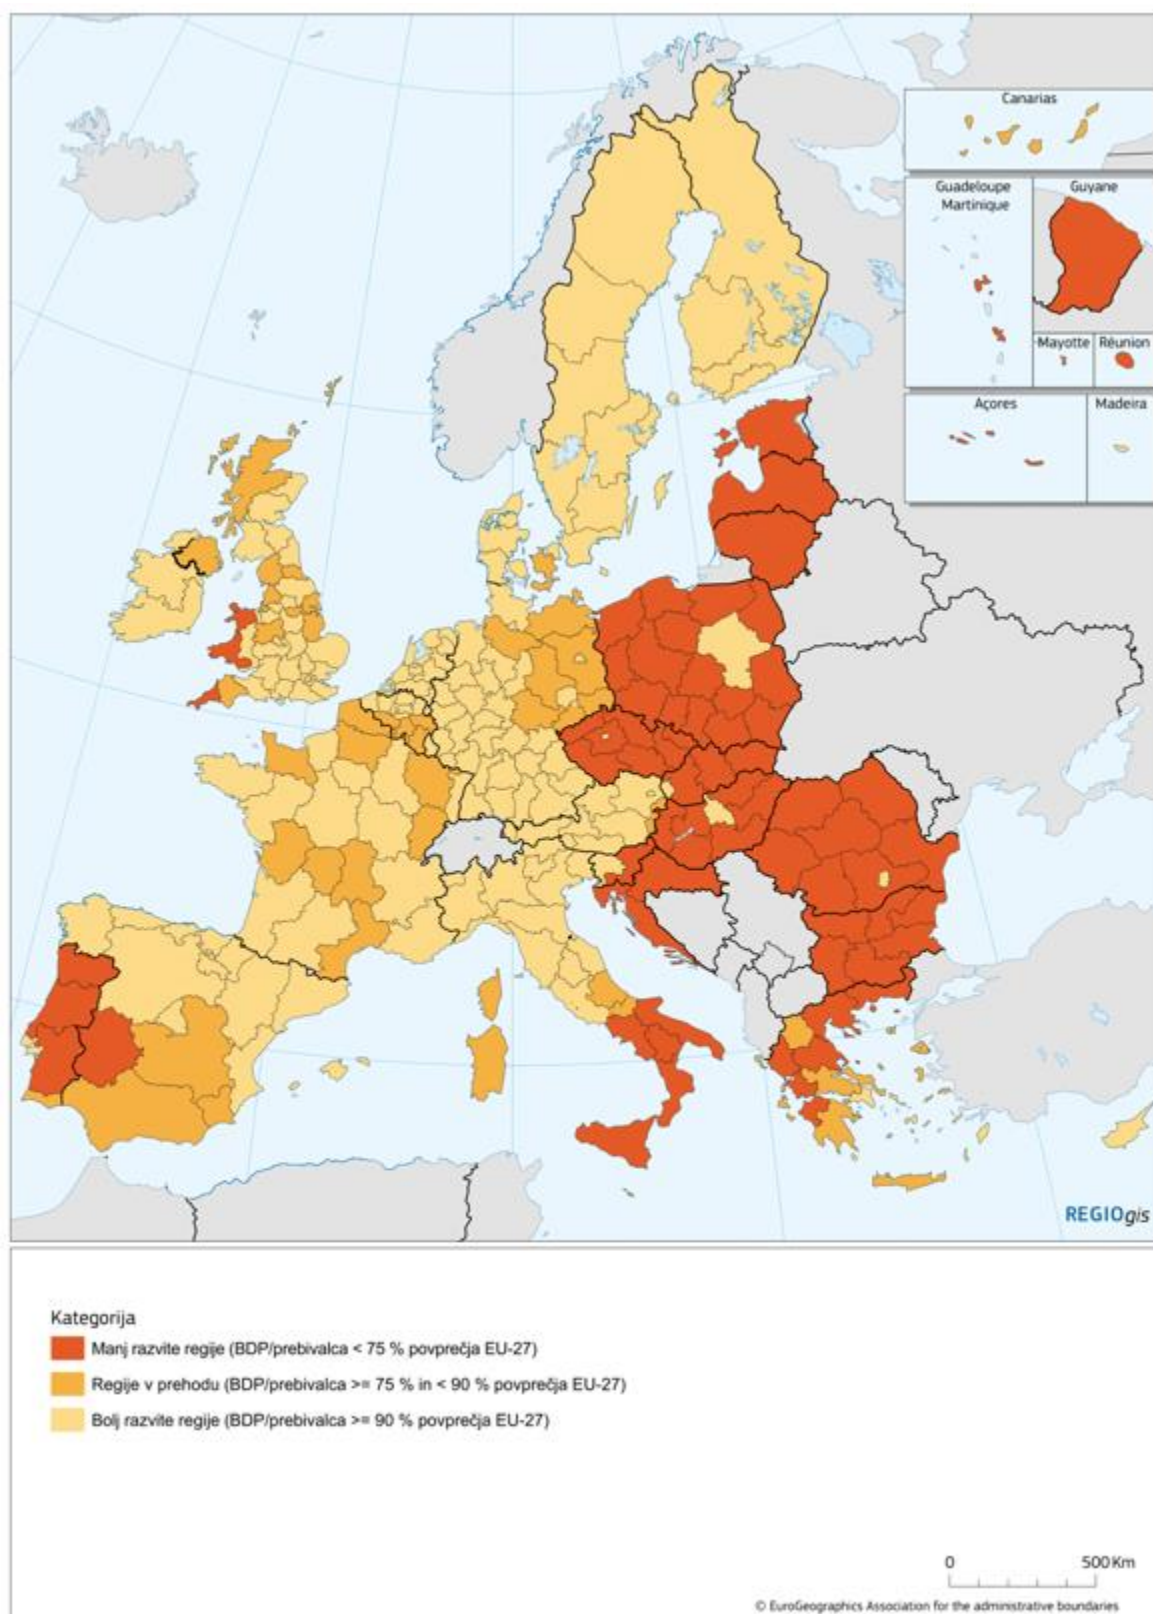 Canarias
Guadeloupe
Martinique
Guyane
Mayotte
Réunion
Açores
Madeira
REGIOgis
Kategorija
Manj razvite regije (BDP/prebivalca < 75 % povprečja EU-27)
Regije v prehodu (BDP/prebivalca >= 75 % in < 90 % povprečja EU-27)
Bolj razvite regije (BDP/prebivalca >= 90 % povprečja EU-27)
0 500 Km
© EuroGeographics Association for the administrative boundaries